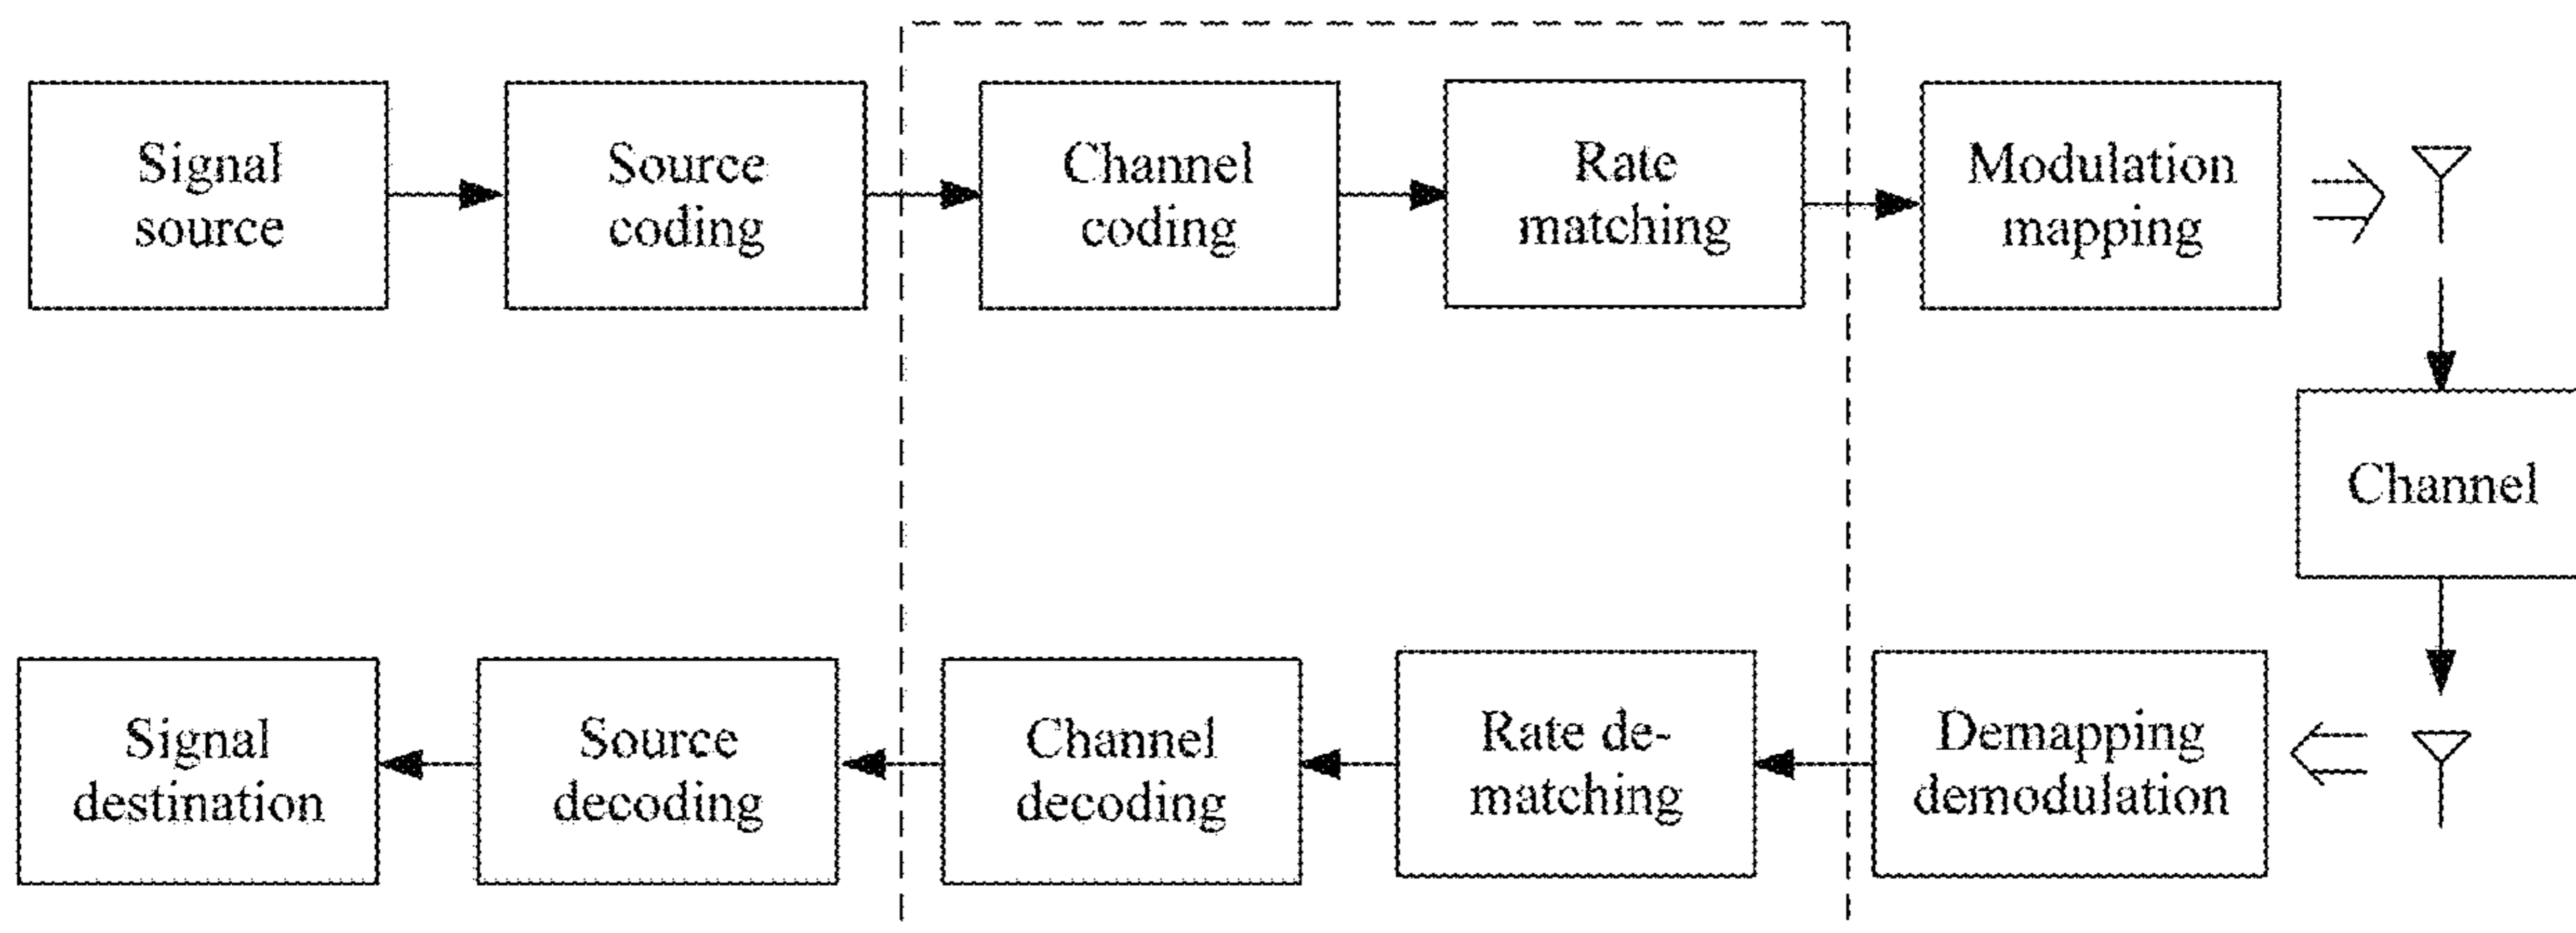 Signal
source
Source
coding
Channel
coding
Rate
matching
Modulation
mapping
Channel
Signal
destination
Source
decoding
Channel
decoding
Rate de-
matching
Demapping
demodulation